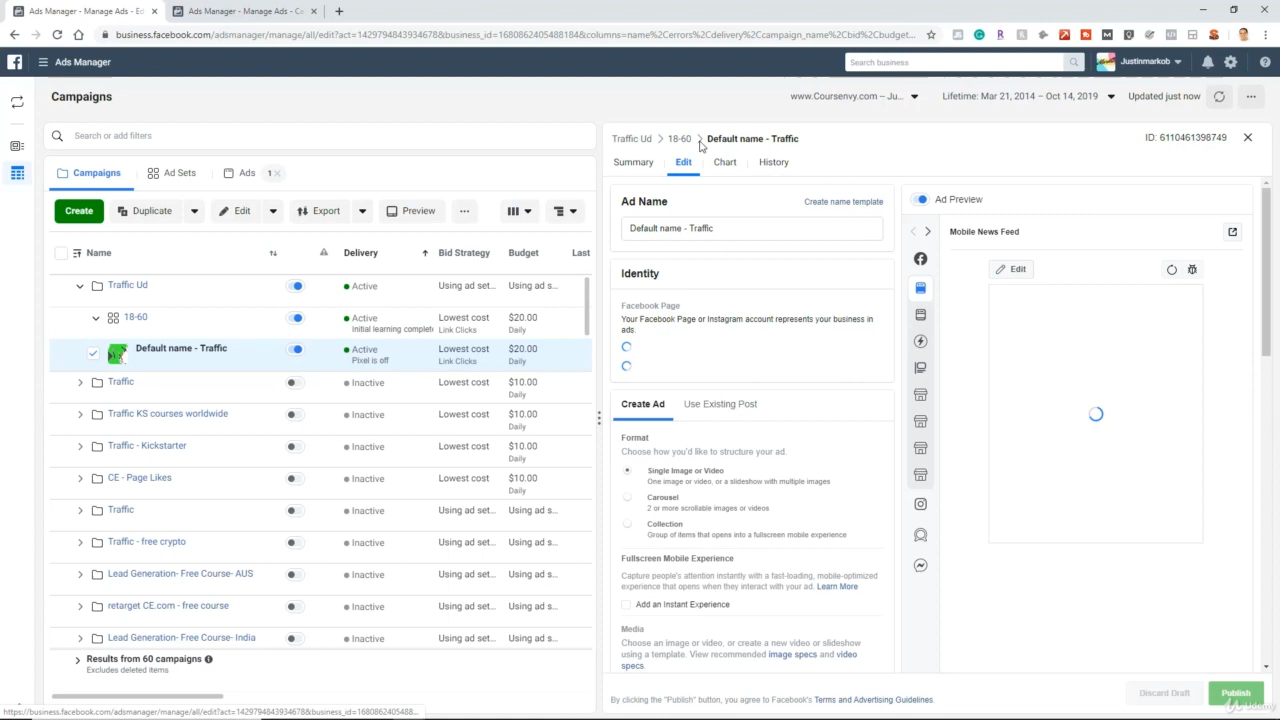 Ads Manager - Manage Ads - Edi
Ads Manager - Manage Ads - Ca
business.facebook.com/adsmanager/manage/all/edit?act=142979484393467&business_id=1680862405488184&columns=name%2Cerrors%2Cdelivery%2Ccampaign_name%2Cbid%2Cbudget...
Ads Manager
Search business
Justinmarkob
Campaigns
www.Coursenvy.com -- Ju...
Lifetime: Mar 21, 2014 – Oct 14, 2019
Updated just now
Search or add filters
Campaigns
Ad Sets
Ads
1
Create
Duplicate
Edit
Export
Preview
Name
Delivery
Bid Strategy
Budget
Last
Traffic Ud
Active
Using ad s...
Using ad s...
18-60
Active
Initial learning complete
Lowest cost
Link Clicks
$20.00
Daily
Default name - Traffic
Active
Pixel is off
Lowest cost
Link Clicks
$20.00
Daily
Traffic
Inactive
Lowest cost
$10.00
Daily
Traffic KS courses worldwide
Inactive
Lowest cost
$10.00
Daily
Traffic - Kickstarter
Inactive
Lowest cost
$10.00
Daily
CE - Page Likes
Inactive
Lowest cost
$10.00
Daily
Traffic
Inactive
Using ad set...
Using ad s...
Traffic - free crypto
Inactive
Using ad set...
Using ad s...
Lead Generation- Free Course- AUS
Inactive
Using ad set...
Using ad s...
retarget CE.com - free course
Inactive
Using ad set...
Using ad s...
Lead Generation- Free Course- India
Inactive
Using ad set...
Using ad s...
Results from 60 campaigns
Excludes deleted items
Traffic Ud
18-60
Default name - Traffic
ID: 6110461398749
Summary
Edit
Chart
History
Ad Name
Create name template
Default name - Traffic
Identity
Facebook Page
Your Facebook Page or Instagram account represents your business in
ads.
Create Ad
Use Existing Post
Format
Choose how you'd like to structure your ad.
Single Image or Video
One image or video, or a slideshow with multiple images
Carousel
2 or more scrollable images or videos
Collection
Group of items that opens into a fullscreen mobile experience
Fullscreen Mobile Experience
Capture people's attention instantly with a fast-loading, mobile-optimized
experience that opens when they interact with your ad. Learn More
Add an Instant Experience
Media
Choose an image or video, or create a new video or slideshow
using a template. View recommended image specs and video
specs.
Ad Preview
Mobile News Feed
Edit
By clicking the "Publish" button, you agree to Facebook's Terms and Advertising Guidelines.
Discard Draft
Publish
Udemy
https://business.facebook.com/adsmanager/manage/all/edit?act=1429794843934678&business_id=1680862405488...